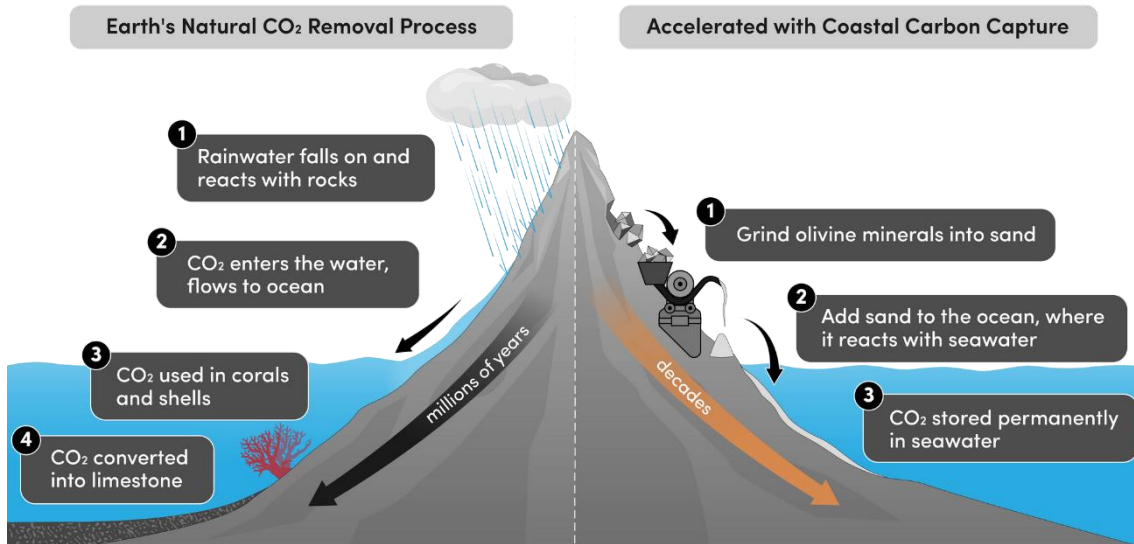 Earth's Natural CO₂ Removal Process
1
Rainwater falls on and
reacts with rocks
2
CO₂ enters the water,
flows to ocean
3
CO₂ used in corals
and shells
4
CO₂ converted
into limestone
millions of years
Accelerated with Coastal Carbon Capture
1
Grind olivine minerals into sand
2
Add sand to the ocean, where
it reacts with seawater
3
CO₂ stored permanently
in seawater
decades